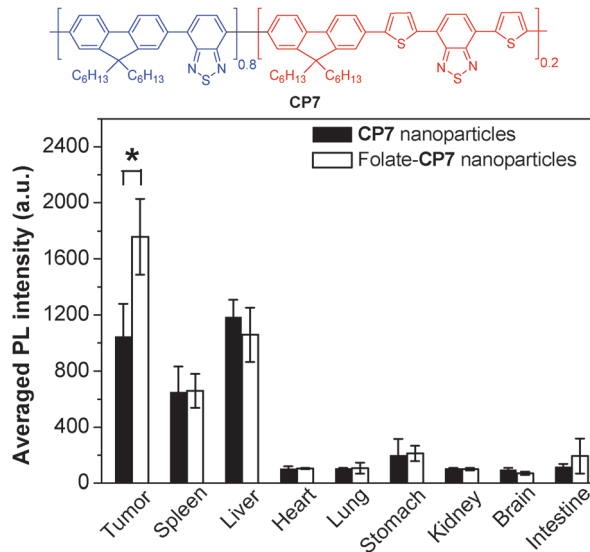 N N
S
C6H13 C6H13
0.8
S
N N
S
S
C6H13 C6H13
0.2
CP7
CP7 nanoparticles
Folate-CP7 nanoparticles
*
Averaged PL intensity (a.u.)
2400
2000
1600
1200
800
400
0
Tumor
Spleen
Liver
Heart
Lung
Stomach
Kidney
Brain
Intestine